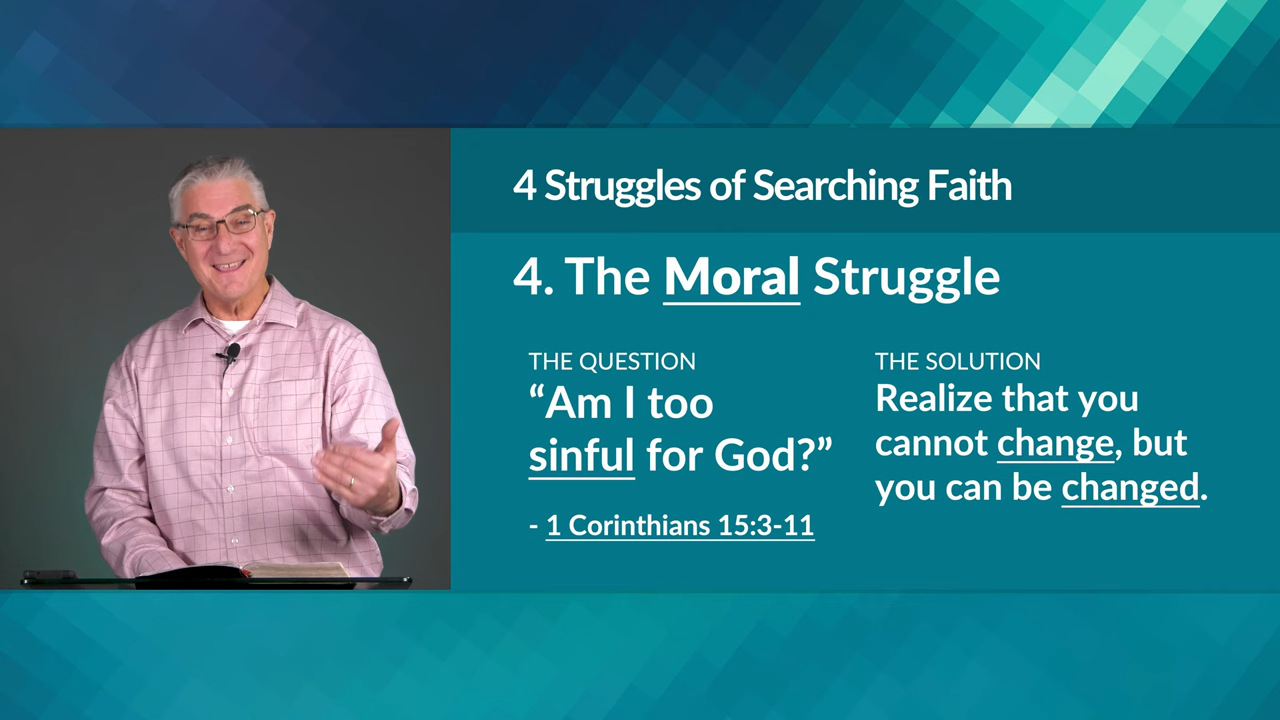 4 Struggles of Searching Faith
4. The Moral Struggle
THE QUESTION
“Am I too
sinful for God?”
- 1 Corinthians 15:3-11
THE SOLUTION
Realize that you
cannot change, but
you can be changed.